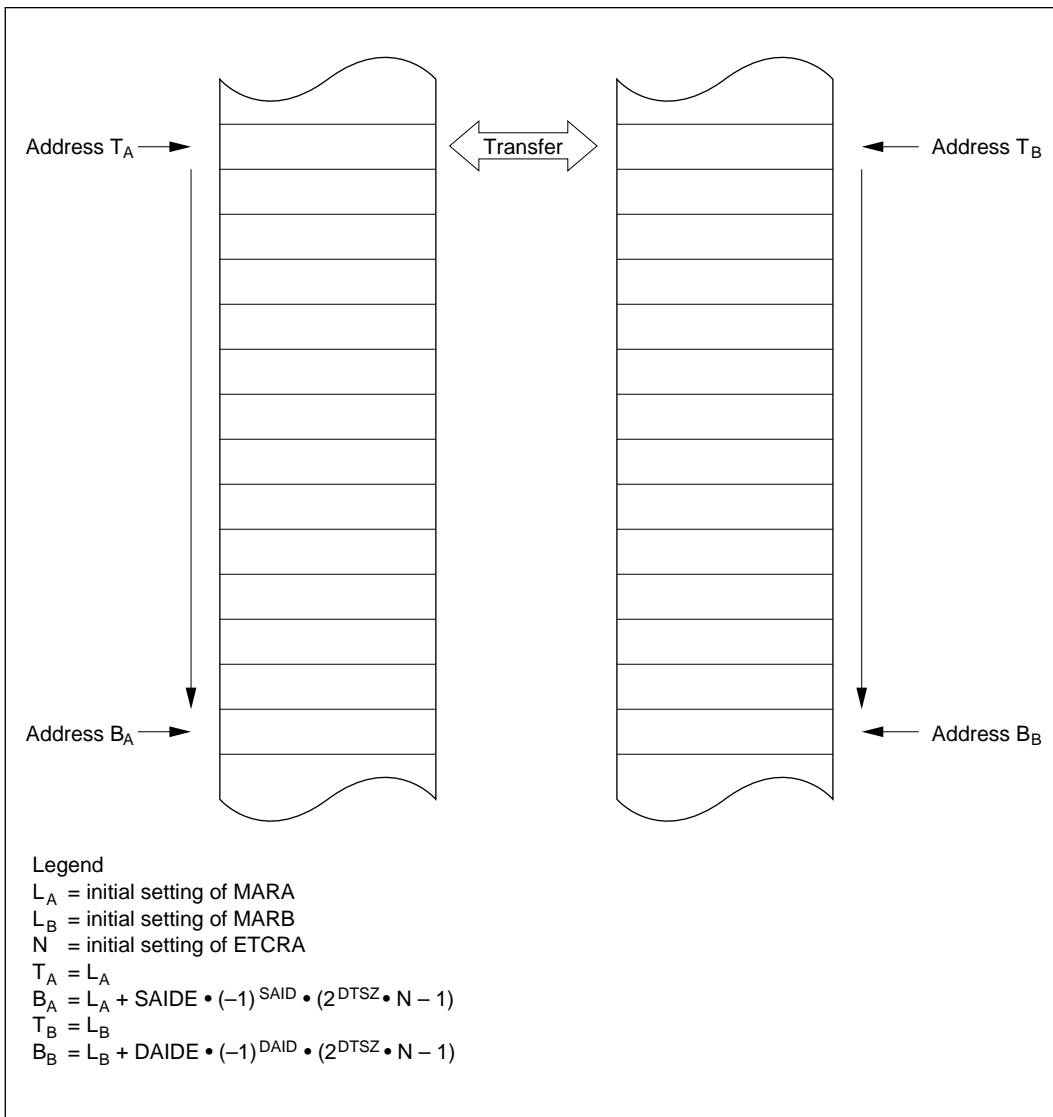 Address T_A Transfer Address T_B
Address B_A Address B_B
Legend
L_A = initial setting of MARA
L_B = initial setting of MARB
N = initial setting of ETCRA
T_A = L_A
B_A = L_A + SAIDE • (–1)^SAID • (2^DTSZ • N – 1)
T_B = L_B
B_B = L_B + DAIDE • (–1)^DAID • (2^DTSZ • N – 1)